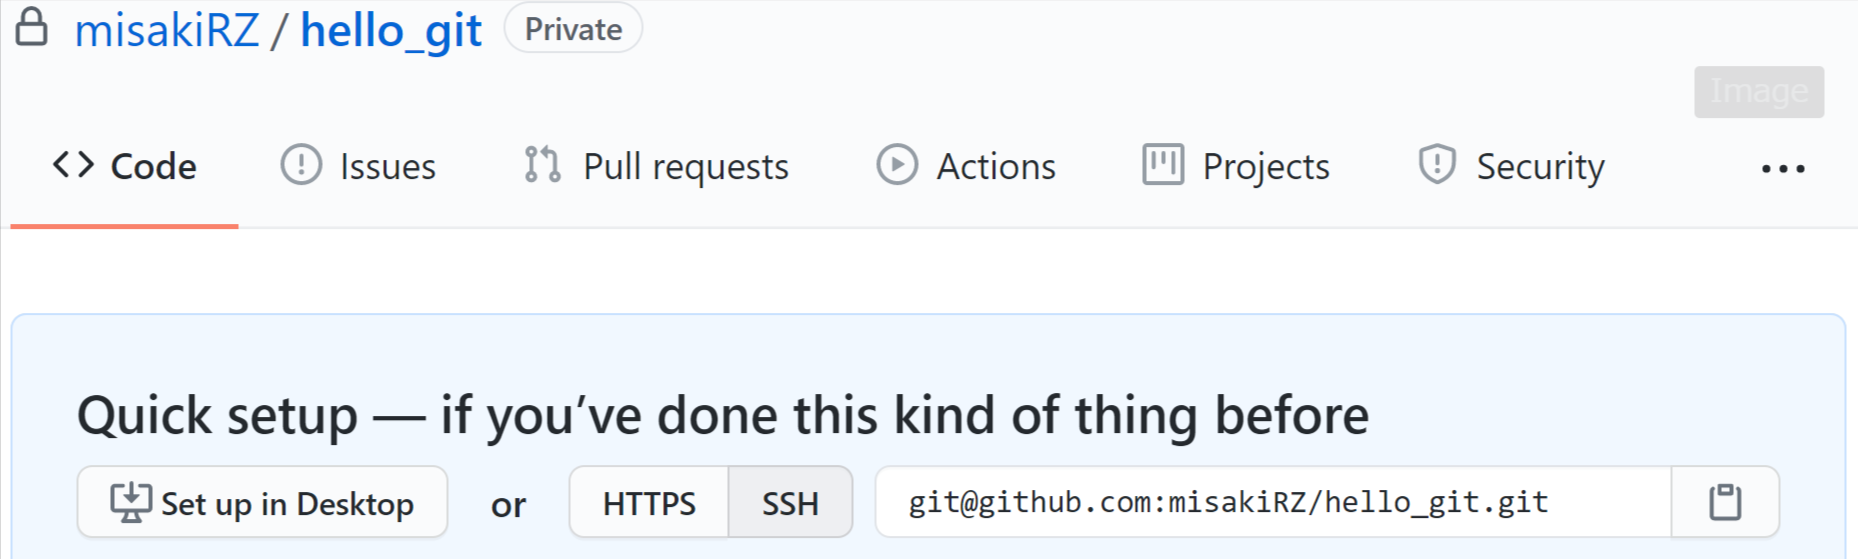 misakiRZ / hello_git Private
Image
Code Issues Pull requests Actions Projects Security ...
Quick setup — if you’ve done this kind of thing before
Set up in Desktop or HTTPS SSH git@github.com:misakiRZ/hello_git.git